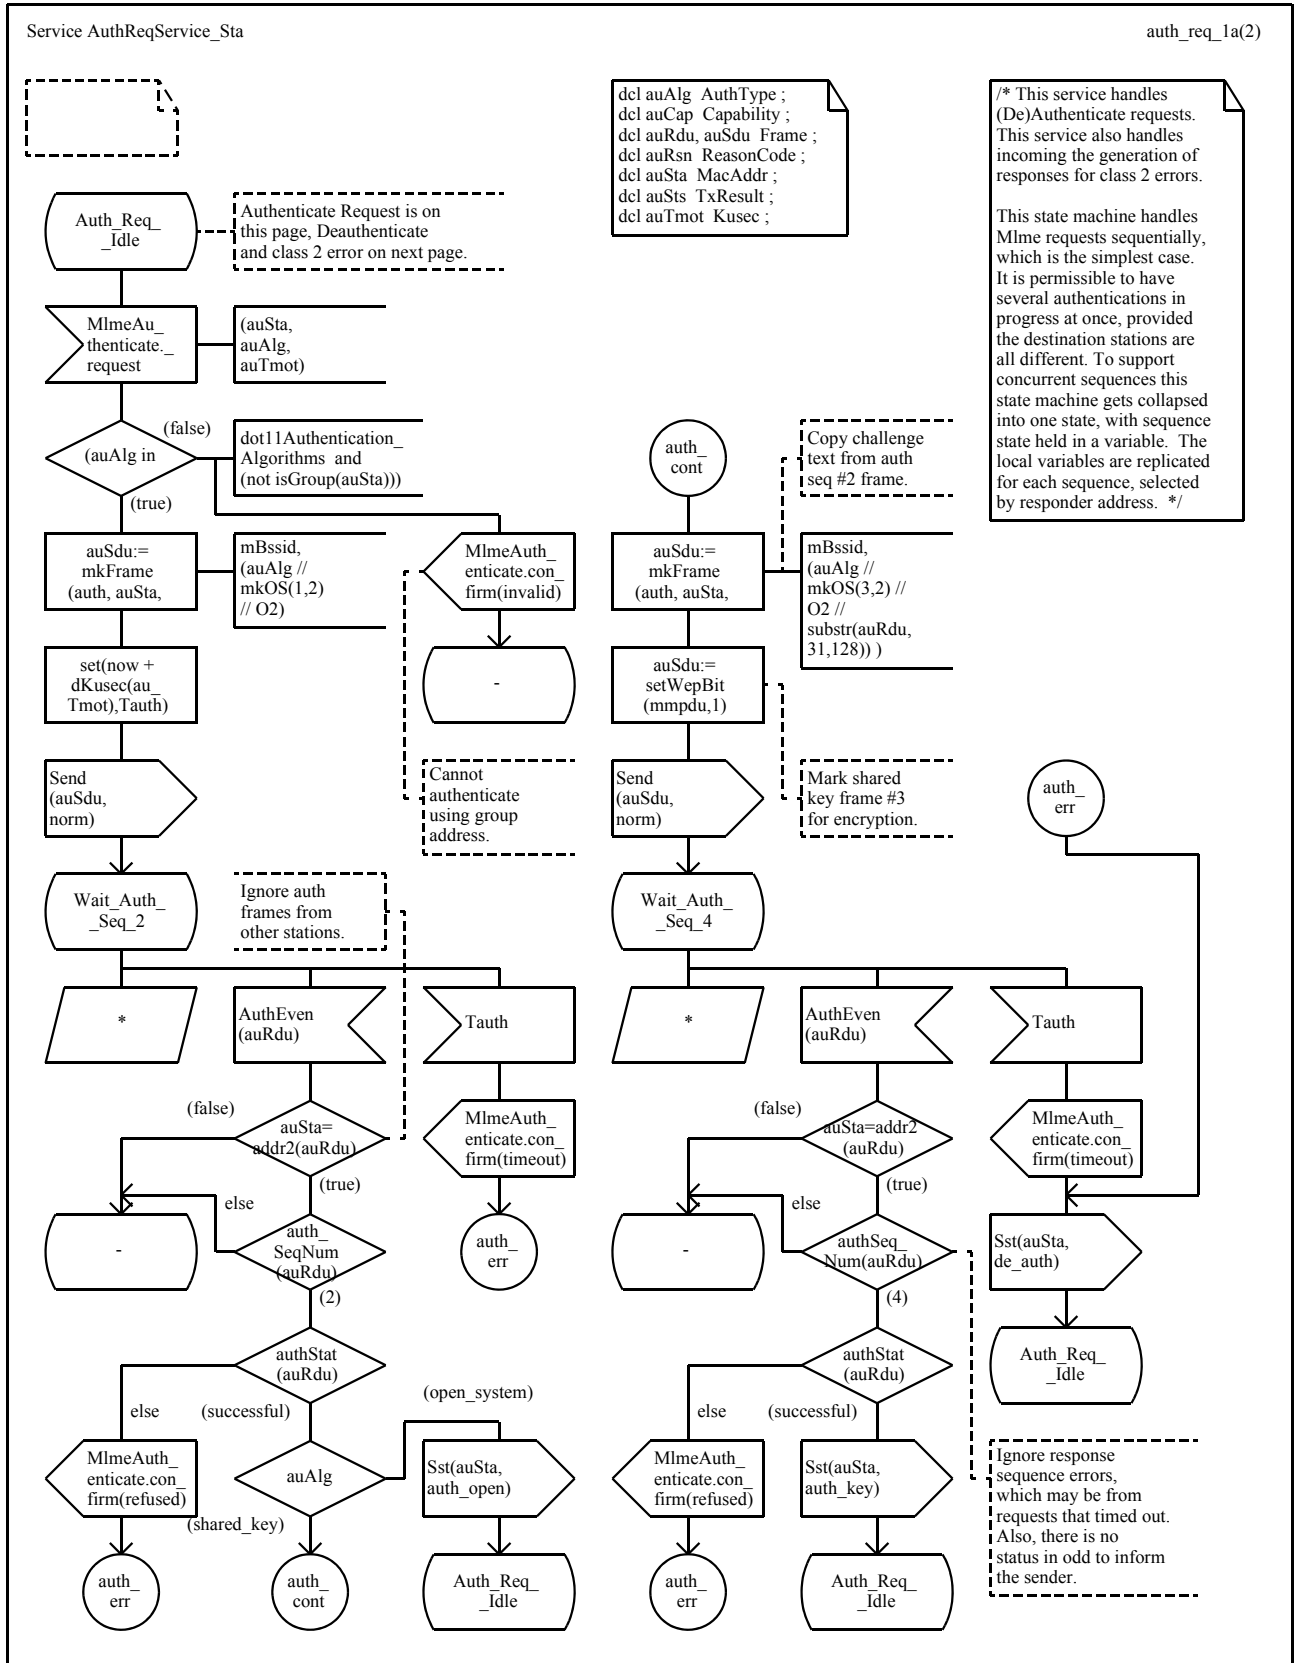 Service AuthReqService_Sta
auth_req_1a(2)
dcl auAlg  AuthType ;
dcl auCap  Capability ;
dcl auRdu, auSdu  Frame ;
dcl auRsn  ReasonCode ;
dcl auSta  MacAddr ;
dcl auSts  TxResult ;
dcl auTmot  Kusec ;
/* This service handles
(De)Authenticate requests.
This service also handles
incoming the generation of
responses for class 2 errors.
This state machine handles
Mlme requests sequentially,
which is the simplest case.
It is permissible to have
several authentications in
progress at once, provided
the destination stations are
all different. To support
concurrent sequences this
state machine gets collapsed
into one state, with sequence
state held in a variable.  The
local variables are replicated
for each sequence, selected
by responder address.  */
Auth_Req_
_Idle
Authenticate Request is on
this page, Deauthenticate
and class 2 error on next page.
MlmeAu_
thenticate._
request
(auSta,
auAlg,
auTmot)
(auAlg in
(false)
(true)
dot11Authentication_
Algorithms  and
(not isGroup(auSta)))
auSdu:=
mkFrame
(auth, auSta,
mBssid,
(auAlg //
mkOS(1,2)
// O2)
MlmeAuth_
enticate.con_
firm(invalid)
-
set(now +
dKusec(au_
Tmot),Tauth)
Send
(auSdu,
norm)
Cannot
authenticate
using group
address.
Wait_Auth_
_Seq_2
Ignore auth
frames from
other stations.
*
AuthEven
(auRdu)
Tauth
(false)
auSta=
addr2(auRdu)
(true)
MlmeAuth_
enticate.con_
firm(timeout)
else
-
auth_
SeqNum
(auRdu)
(2)
auth_
err
authStat
(auRdu)
else
(successful)
(open_system)
MlmeAuth_
enticate.con_
firm(refused)
auAlg
Sst(auSta,
auth_open)
(shared_key)
auth_
err
auth_
cont
Auth_Req_
_Idle
auth_
cont
Copy challenge
text from auth
seq #2 frame.
auSdu:=
mkFrame
(auth, auSta,
mBssid,
(auAlg //
mkOS(3,2) //
O2 //
substr(auRdu,
31,128)) )
auSdu:=
setWepBit
(mmpdu,1)
Send
(auSdu,
norm)
Mark shared
key frame #3
for encryption.
auth_
err
Wait_Auth_
_Seq_4
*
AuthEven
(auRdu)
Tauth
(false)
auSta=addr2
(auRdu)
(true)
MlmeAuth_
enticate.con_
firm(timeout)
else
-
authSeq_
Num(auRdu)
(4)
Sst(auSta,
de_auth)
authStat
(auRdu)
Auth_Req_
_Idle
else
(successful)
MlmeAuth_
enticate.con_
firm(refused)
Sst(auSta,
auth_key)
Ignore response
sequence errors,
which may be from
requests that timed out.
Also, there is no
status in odd to inform
the sender.
auth_
err
Auth_Req_
_Idle